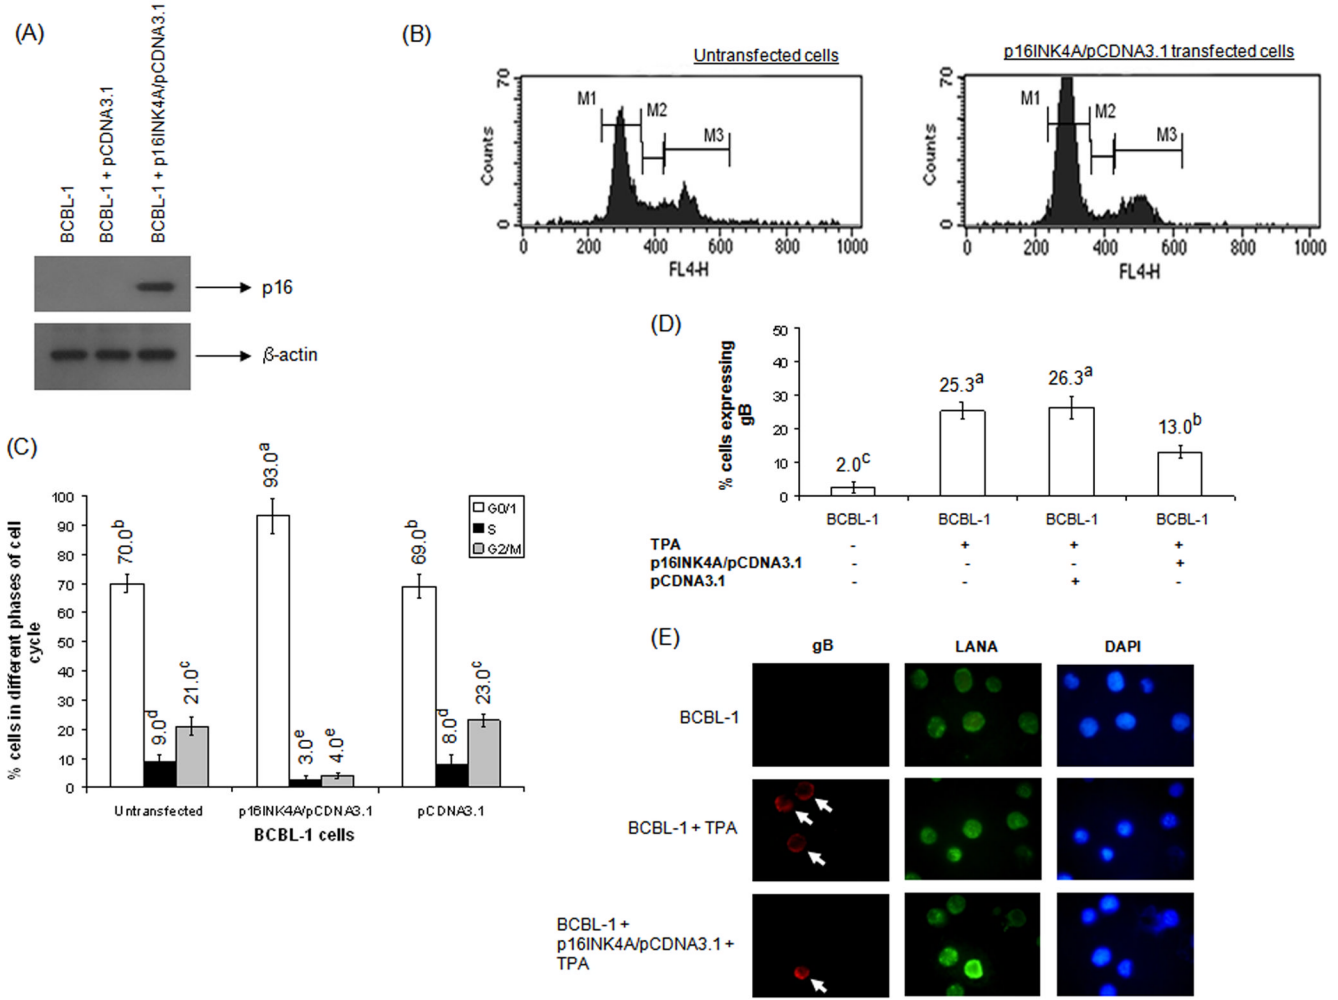 (A)
BCBL-1
BCBL-1 + pCDNA3.1
BCBL-1 + p16INK4A/pCDNA3.1
p16
ß-actin
(B)
Untransfected cells
70
Counts
0
M1
M2
M3
0 200 400 600 800 1000
FL4-H
p16INK4A/pCDNA3.1 transfected cells
70
Counts
0
M1
M2
M3
0 200 400 600 800 1000
FL4-H
(C)
% cells in different phases of cell
cycle
100
90
80
70
60
50
40
30
20
10
0
70.0b
9.0d
21.0c
93.0a
3.0e
4.0e
69.0b
8.0d
23.0c
G0/1
S
G2/M
Untransfected p16INK4A/pCDNA3.1 pCDNA3.1
BCBL-1 cells
(D)
% cells expressing
gB
50
40
30
20
10
0
2.0c
25.3a
26.3a
13.0b
BCBL-1 BCBL-1 BCBL-1 BCBL-1
TPA - + + +
p16INK4A/pCDNA3.1 - - - +
pCDNA3.1 - - + -
(E)
gB LANA DAPI
BCBL-1
BCBL-1 + TPA
BCBL-1 +
p16INK4A/pCDNA3.1 +
TPA